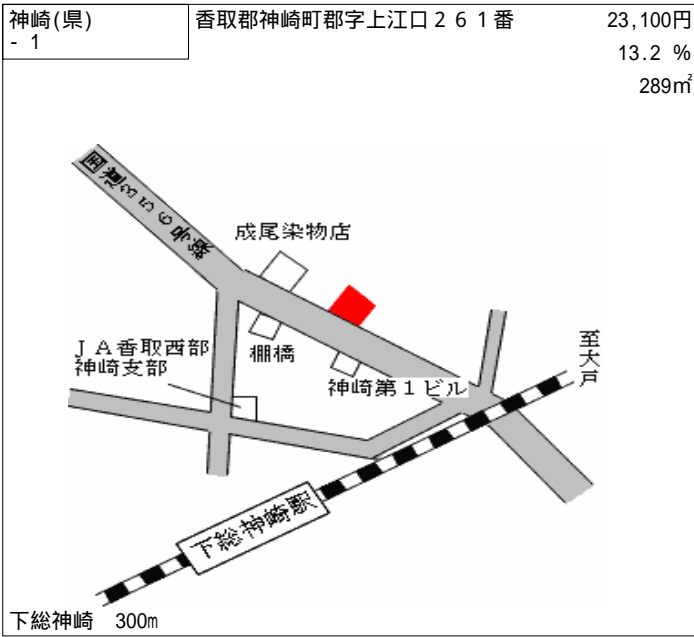 神崎(県)
- 1
香取郡神崎町郡字上江口２６１番
23,100円
13.2 %
289㎡
国道３５６号線
成尾染物店
ＪＡ香取西部
神崎支部
棚橋
神崎第１ビル
至大戸
下総神崎駅
下総神崎 300m